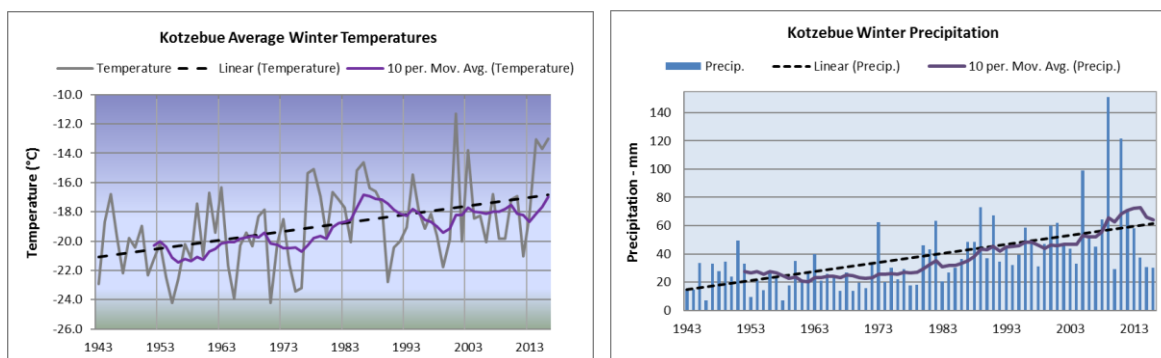 Kotzebue Average Winter Temperatures
Temperature Linear (Temperature) 10 per. Mov. Avg. (Temperature)
Temperature (°C)
-10.0
-12.0
-14.0
-16.0
-18.0
-20.0
-22.0
-24.0
-26.0
1943 1953 1963 1973 1983 1993 2003 2013
Kotzebue Winter Precipitation
Precip. Linear (Precip.) 10 per. Mov. Avg. (Precip.)
Precipitation - mm
140
120
100
80
60
40
20
0
1943 1953 1963 1973 1983 1993 2003 2013